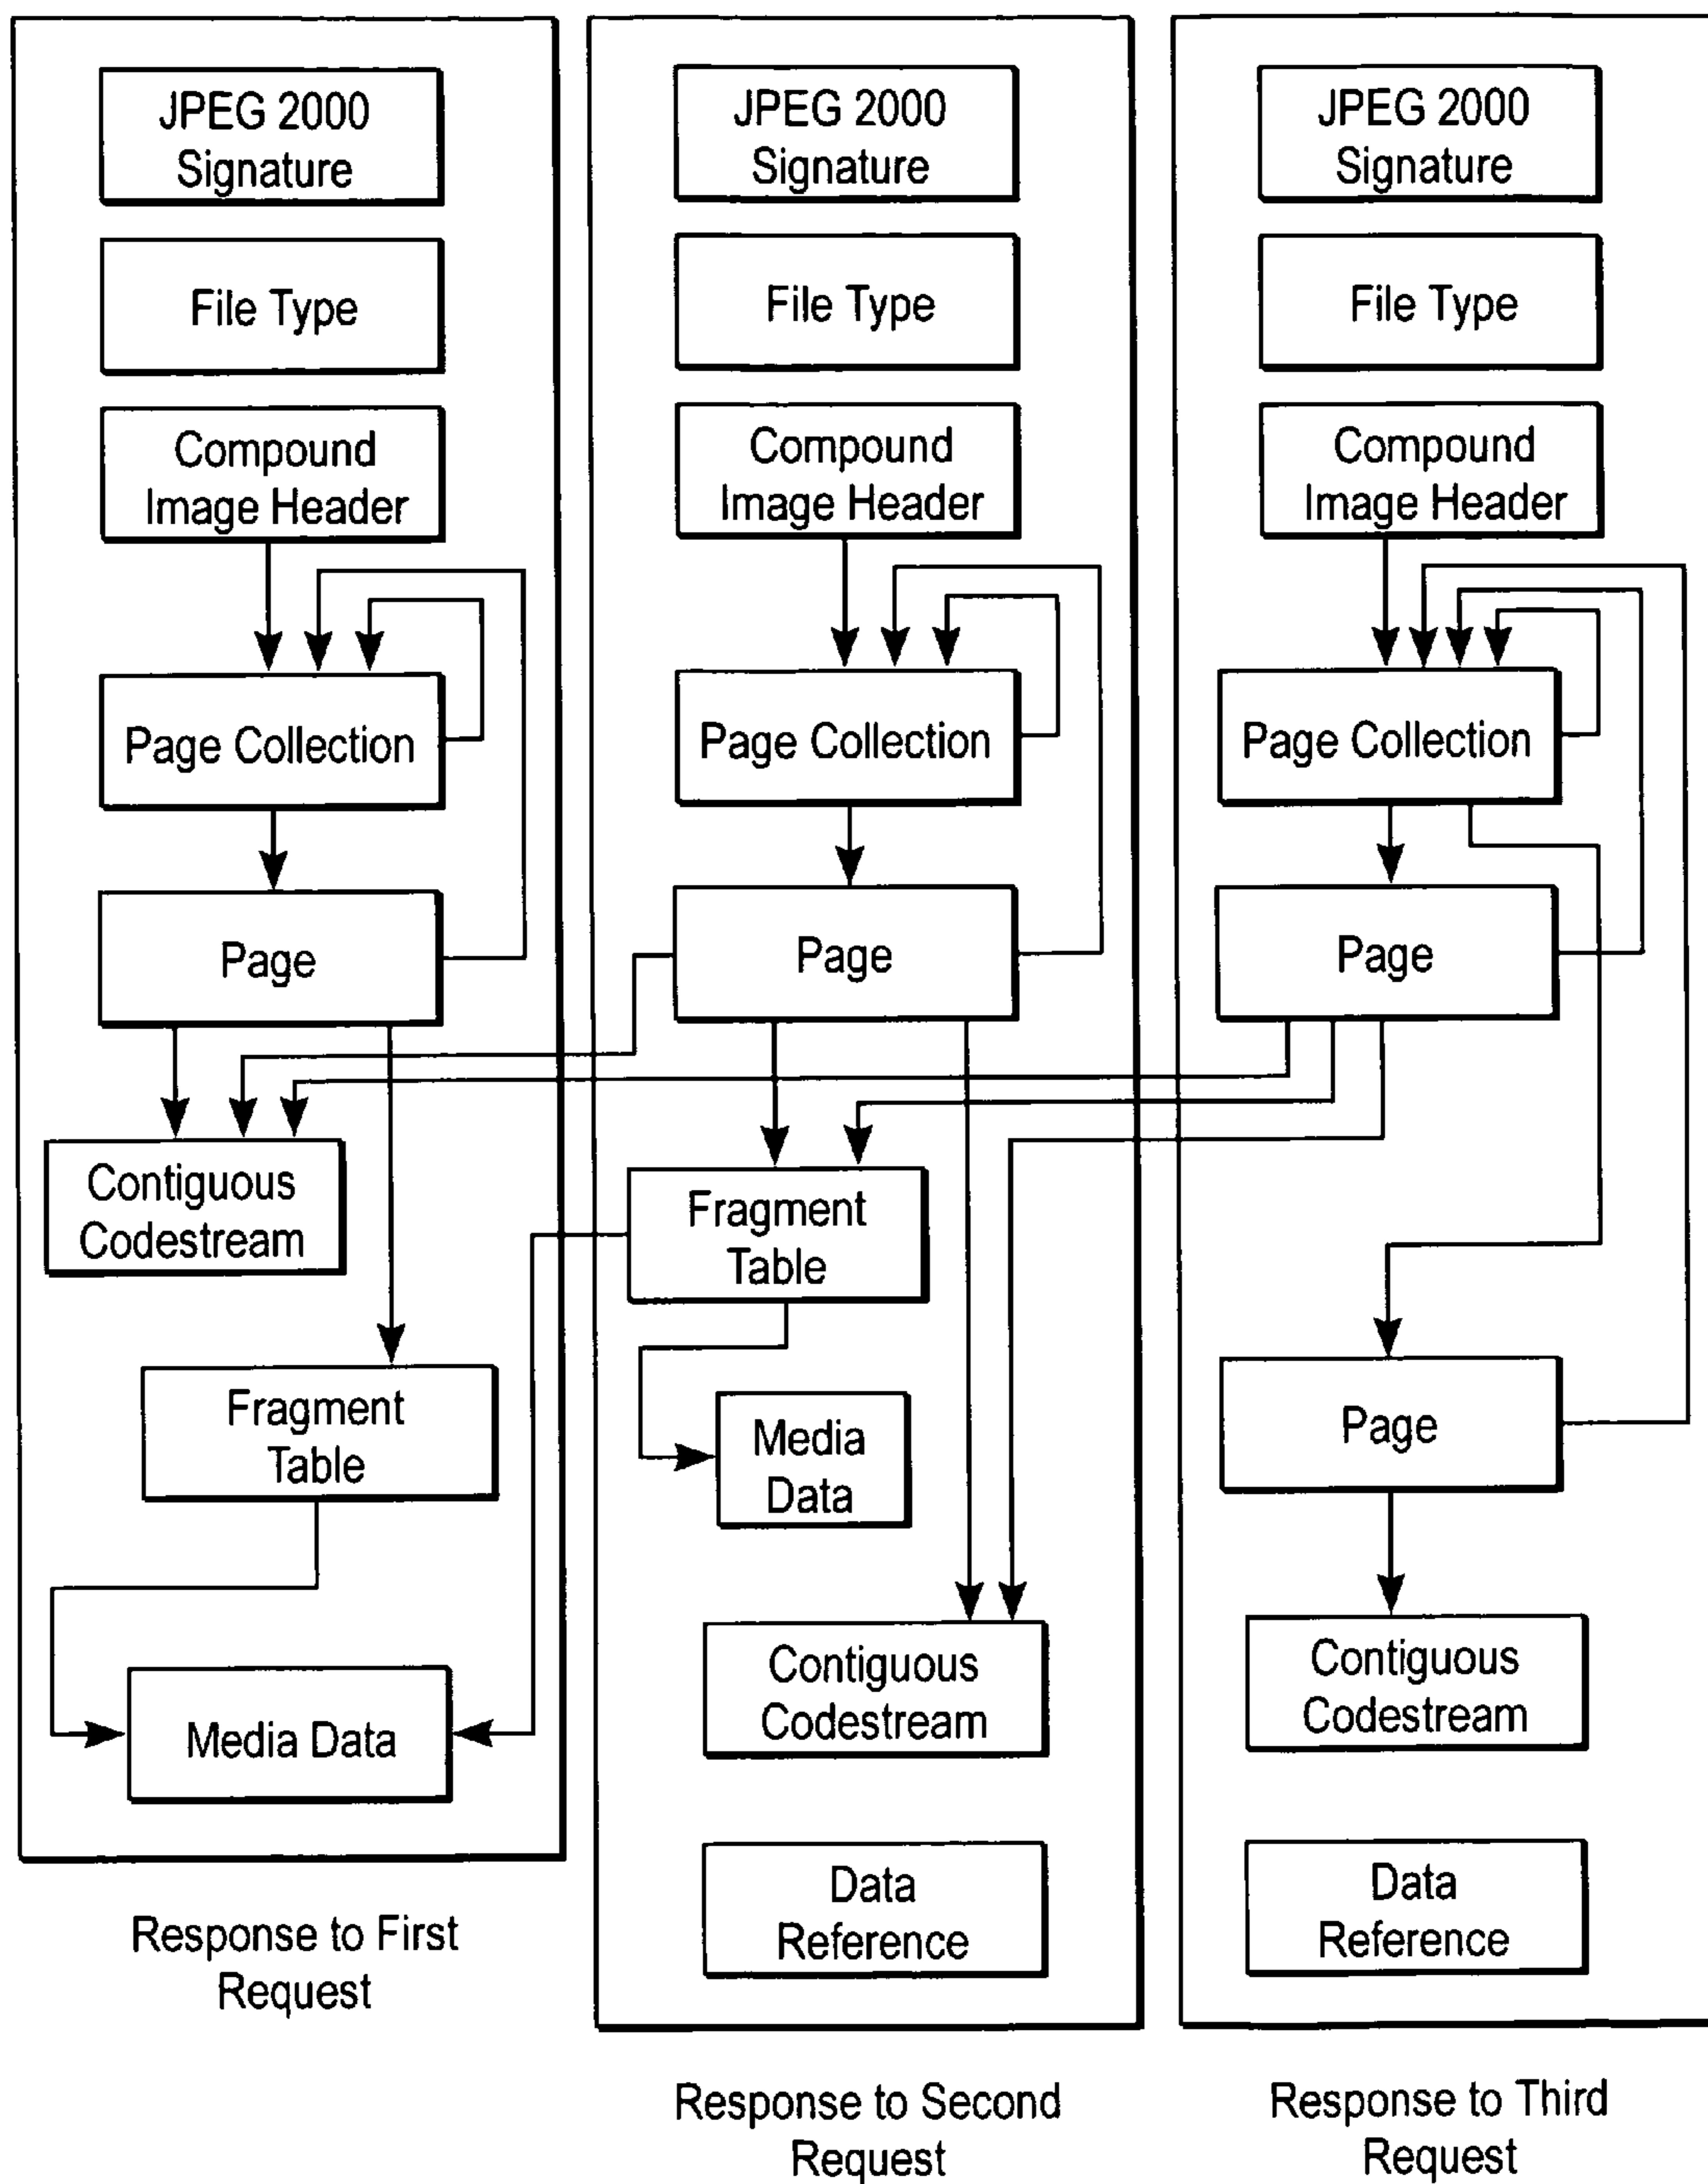 JPEG 2000
Signature
File Type
Compound
Image Header
Page Collection
Page
Contiguous
Codestream
Fragment
Table
Media Data
Response to First
Request
JPEG 2000
Signature
File Type
Compound
Image Header
Page Collection
Page
Fragment
Table
Media
Data
Contiguous
Codestream
Data
Reference
Response to Second
Request
JPEG 2000
Signature
File Type
Compound
Image Header
Page Collection
Page
Page
Contiguous
Codestream
Data
Reference
Response to Third
Request